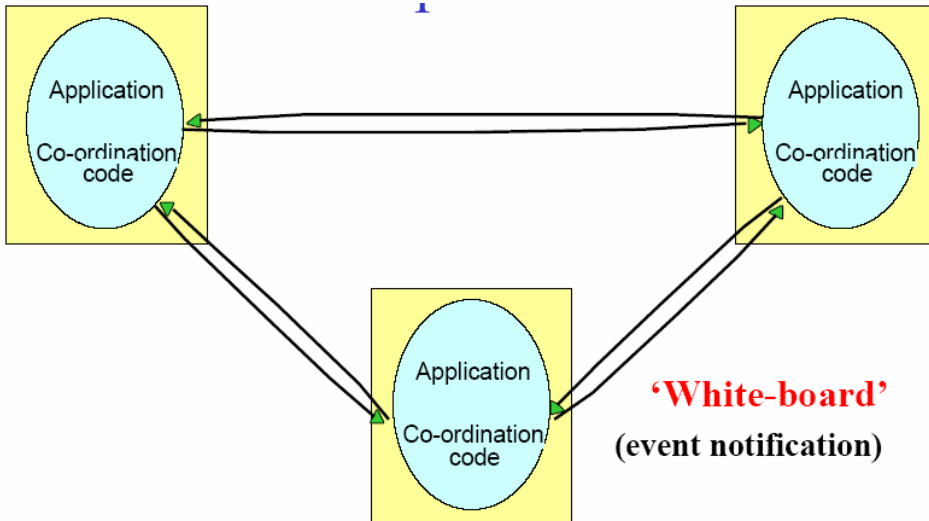 Application
Co-ordination
code
Application
Co-ordination
code
Application
Co-ordination
code
‘White-board’
(event notification)